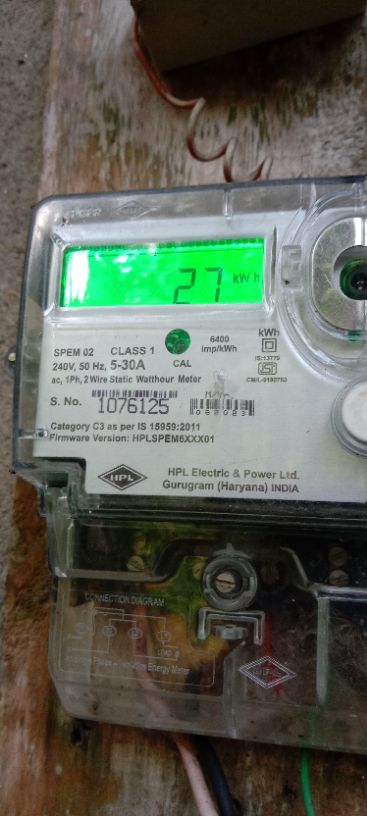 27 kWh
SPEM 02 CLASS 1
240V, 50 Hz, 5-30A
CAL
6400
imp/kWh
kWh
IS:13779
ac, 1Ph, 2 Wire Static Watthour Meter
S. No. 1076125
Category C3 as per IS 15959:2011
Firmware Version: HPLSPEM6XXX01
HPL
HPL Electric & Power Ltd.
Gurugram (Haryana) INDIA
CONNECTION DIAGRAM
HPL